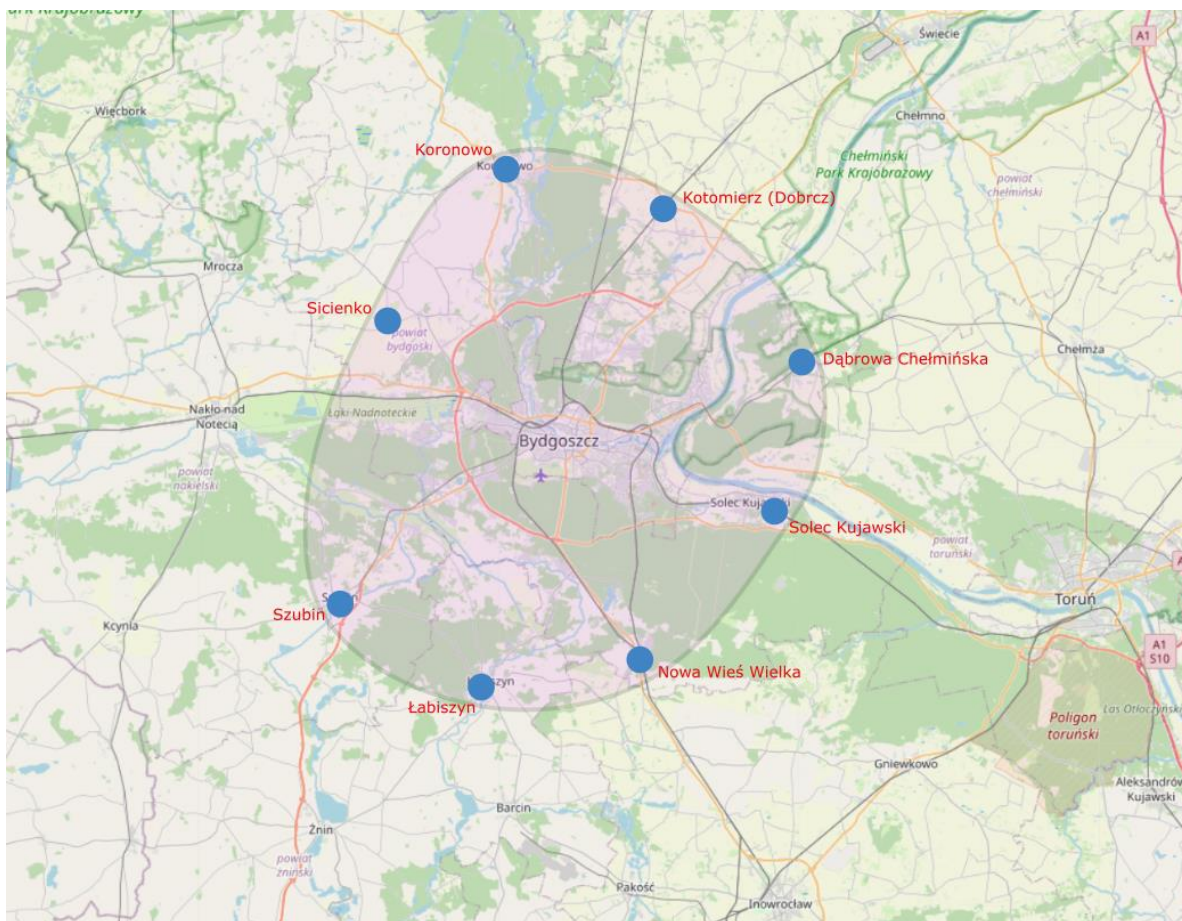 Park Krajobrazowy
Świecie
A1
Więcbork
Chełmno
Koronowo
Chełmiński
Park Krajobrazowy
powiat
chełmiński
Kotomierz (Dobrcz)
Mrocza
Sicienko
powiat
bydgoski
Dąbrowa Chełmińska
Chełmża
Nakło nad
Notecią
Łąki Nadnoteckie
Bydgoszcz
powiat
nakielski
Solec Kujawski
Solec Kujawski
powiat
toruński
Toruń
Szubin
Kcynia
A1
S10
Nowa Wieś Wielka
Łabiszyn
Las Otłoczyński
Poligon
toruński
Gniewkowo
Aleksandrów
Kujawski
Barcin
Żnin
powiat
żniński
Pakość
Inowrocław